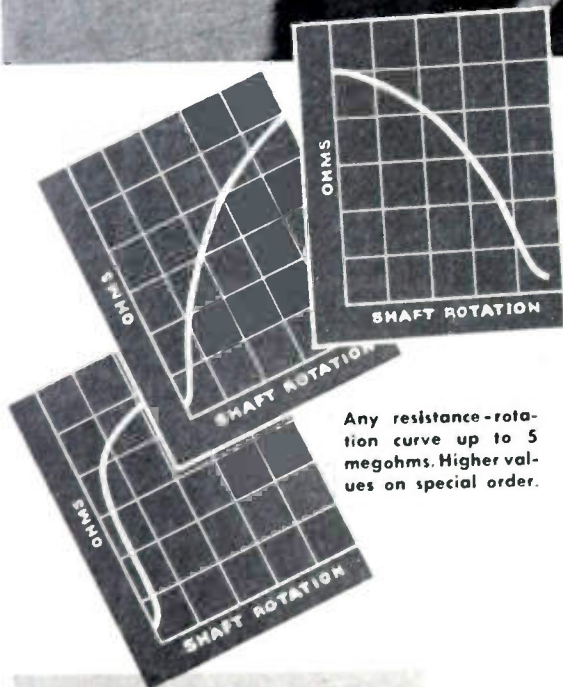 OHMS
SHAFT ROTATION
OHMS
SHAFT ROTATION
OHMS
SHAFT ROTATION
Any resistance-rota-
tion curve up to 5
megohms. Higher val-
ues on special order.